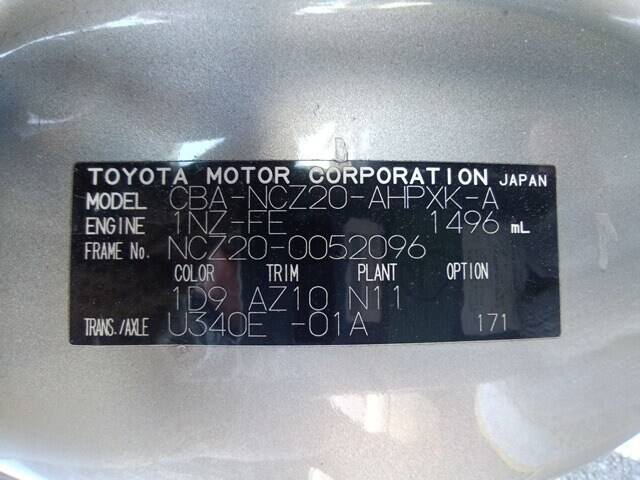 TOYOTA MOTOR CORPORATION JAPAN
MODEL CBA-NCZ20-AHPXK-A
ENGINE 1NZ-FE 1496 mL
FRAME No. NCZ20-0052096
COLOR TRIM PLANT OPTION
1D9 AZ10 N11
TRANS./AXLE U340E -01A 171